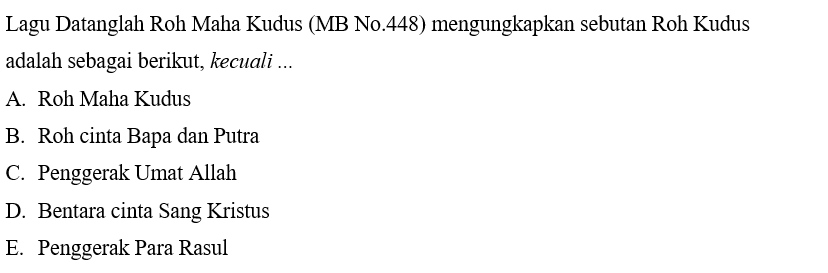 Lagu Datanglah Roh Maha Kudus (MB No.448) mengungkapkan sebutan Roh Kudus
adalah sebagai berikut, kecuali ...
A. Roh Maha Kudus
B. Roh cinta Bapa dan Putra
C. Penggerak Umat Allah
D. Bentara cinta Sang Kristus
E. Penggerak Para Rasul